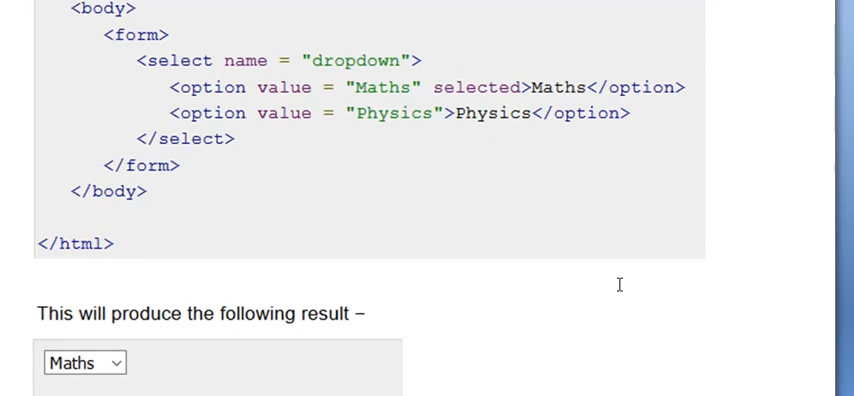 <body>
<form>
<select name = "dropdown">
<option value = "Maths" selected>Maths</option>
<option value = "Physics">Physics</option>
</select>
</form>
</body>
</html>
This will produce the following result −
Maths